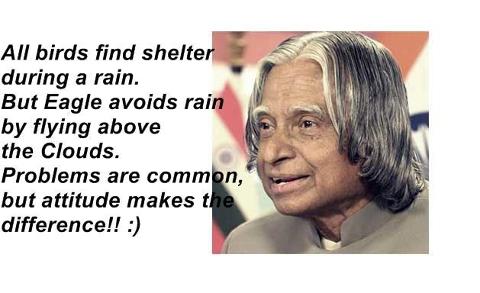 All birds find shelter
during a rain.
But Eagle avoids rain
by flying above
the Clouds.
Problems are common,
but attitude makes the
difference!! :)